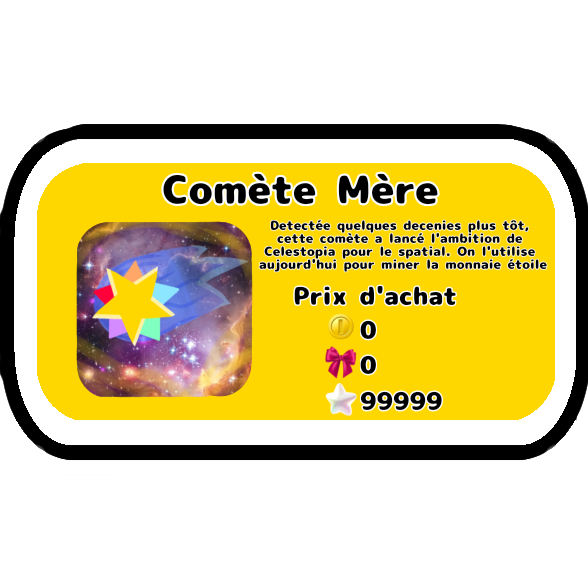 Comète Mère
Detectée quelques decenies plus tôt,
cette comète a lancé l'ambition de
Celestopia pour le spatial. On l'utilise
aujourd'hui pour miner la monnaie étoile
Prix d'achat
0
0
99999